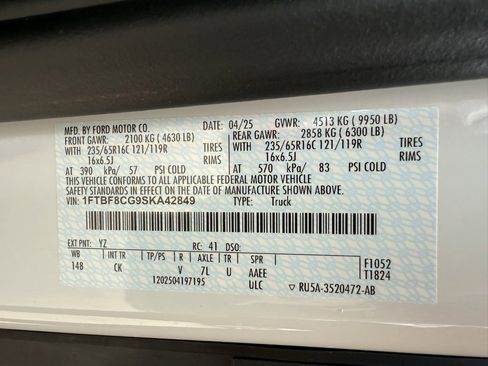 MFD. BY FORD MOTOR CO. DATE: 04/25 GVWR: 4513 KG ( 9950 LB)
FRONT GAWR: 2100 KG ( 4630 LB) REAR GAWR: 2858 KG ( 6300 LB)
WITH 235/65R16C 121/119R TIRES WITH 235/65R16C 121/119R TIRES
16x6.5J RIMS 16x6.5J RIMS
AT 390 kPa/ 57 PSI COLD AT 570 kPa/ 83 PSI COLD
THIS VEHICLE CONFORMS TO ALL APPLICABLE FEDERAL MOTOR VEHICLE
SAFETY STANDARDS IN EFFECT ON THE DATE OF MANUFACTURE SHOWN ABOVE.
VIN: 1FTBF8CG9SKA42849 TYPE: Truck
EXT PNT: YZ RC: 41 DSO:
WB TP/PS R AXLE TR SPR F1052
148 CK V 7L U AAEE T1824
1202504197195 ULC RU5A-3520472-AB